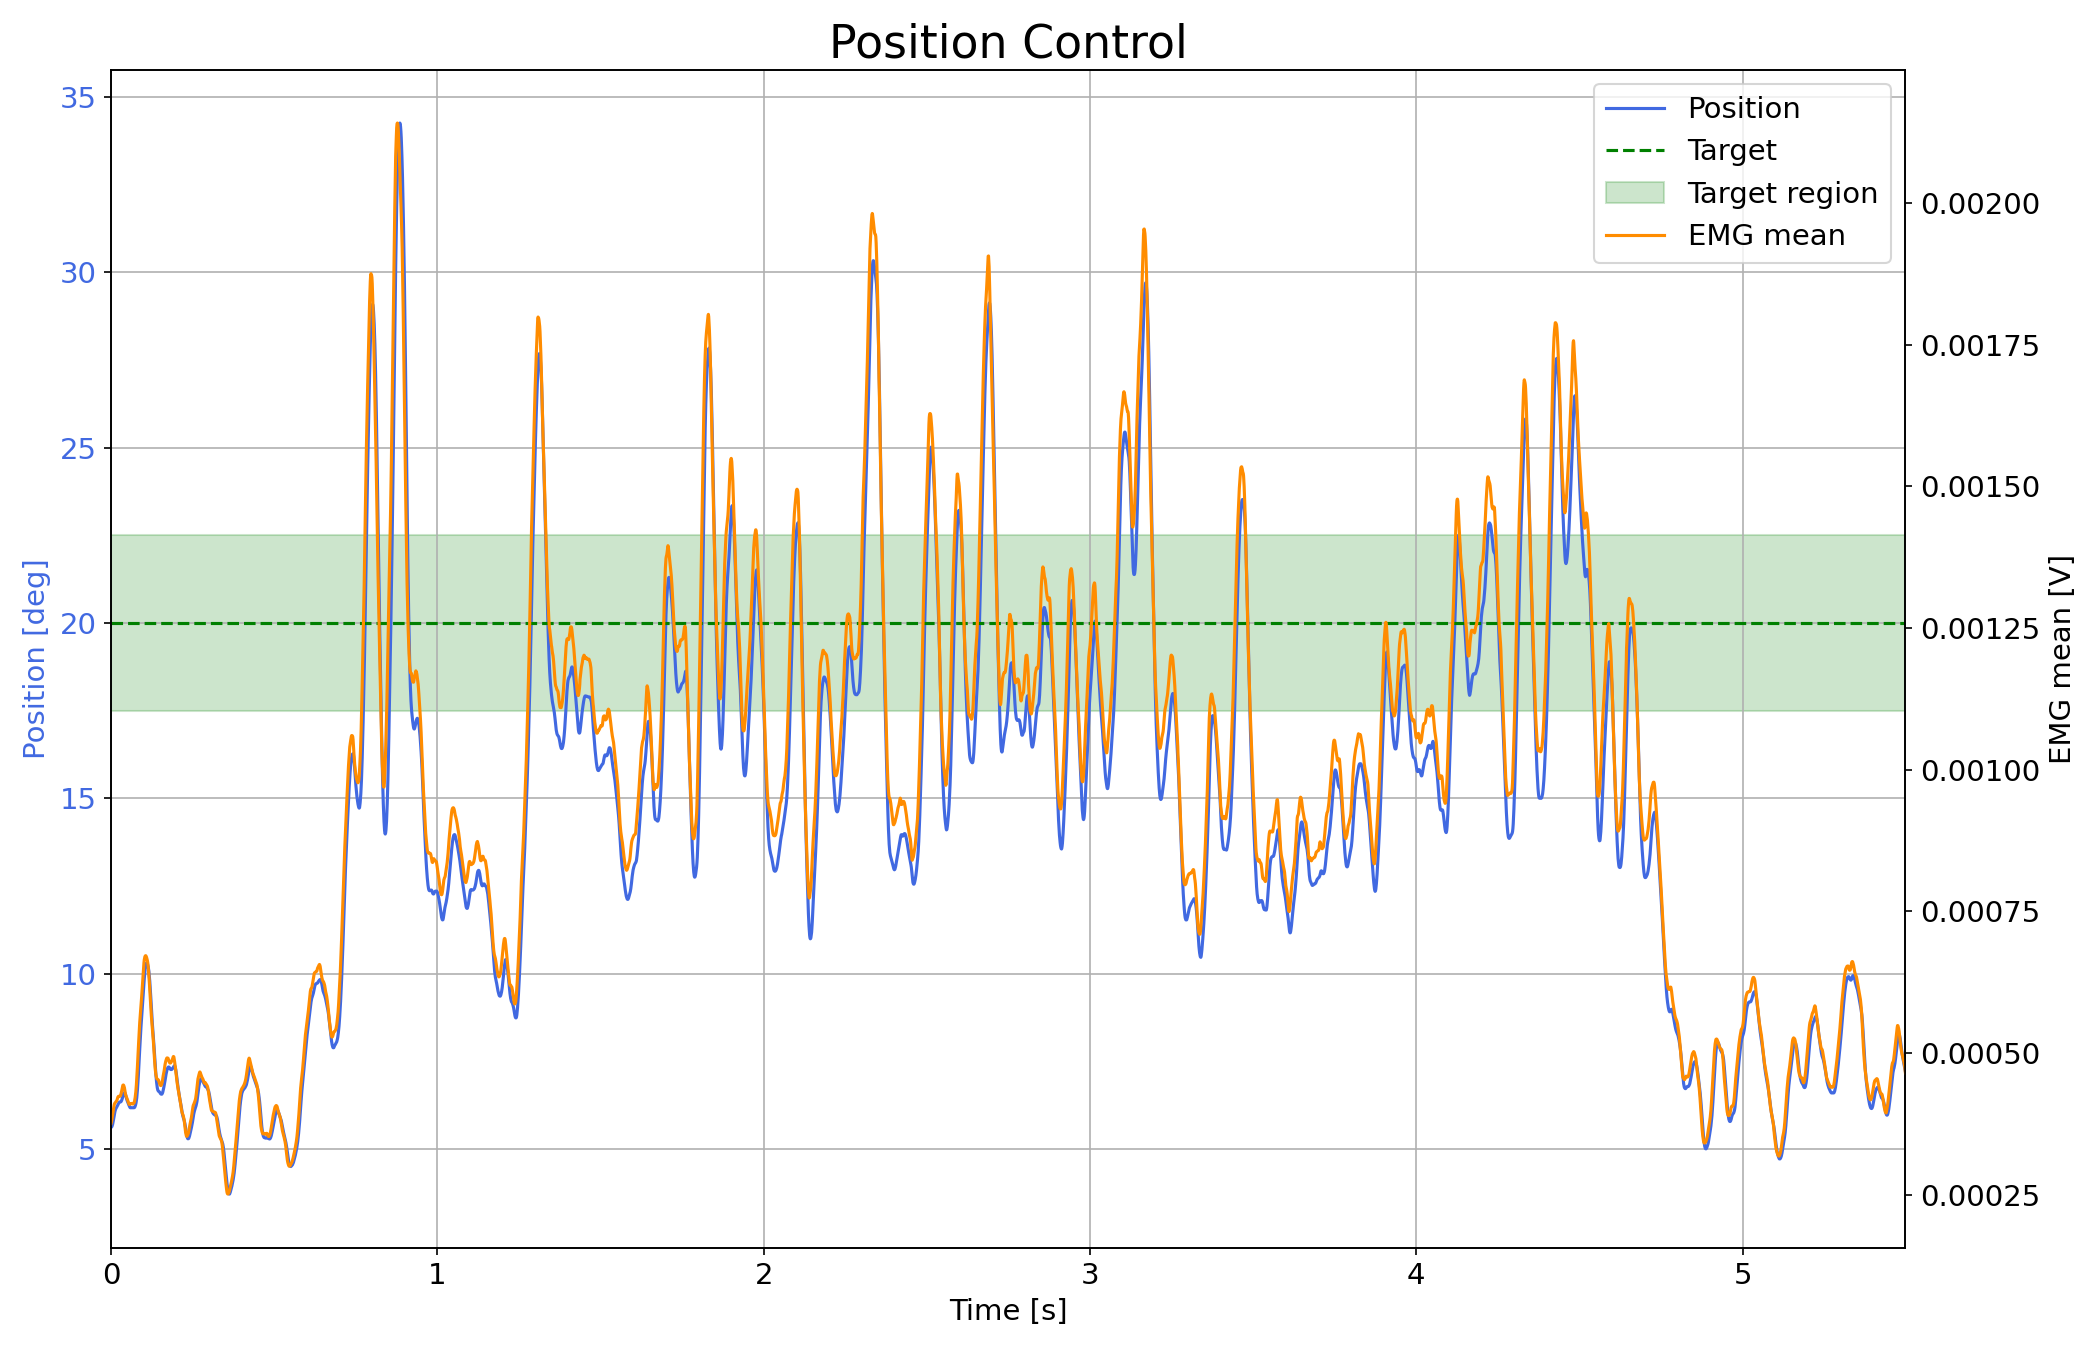 Position Control
35
30
25
20
15
10
5
Position [deg]
0
1
2
3
4
5
Time [s]
0.00200
0.00175
0.00150
0.00125
0.00100
0.00075
0.00050
0.00025
EMG mean [V]
Position
Target
Target region
EMG mean